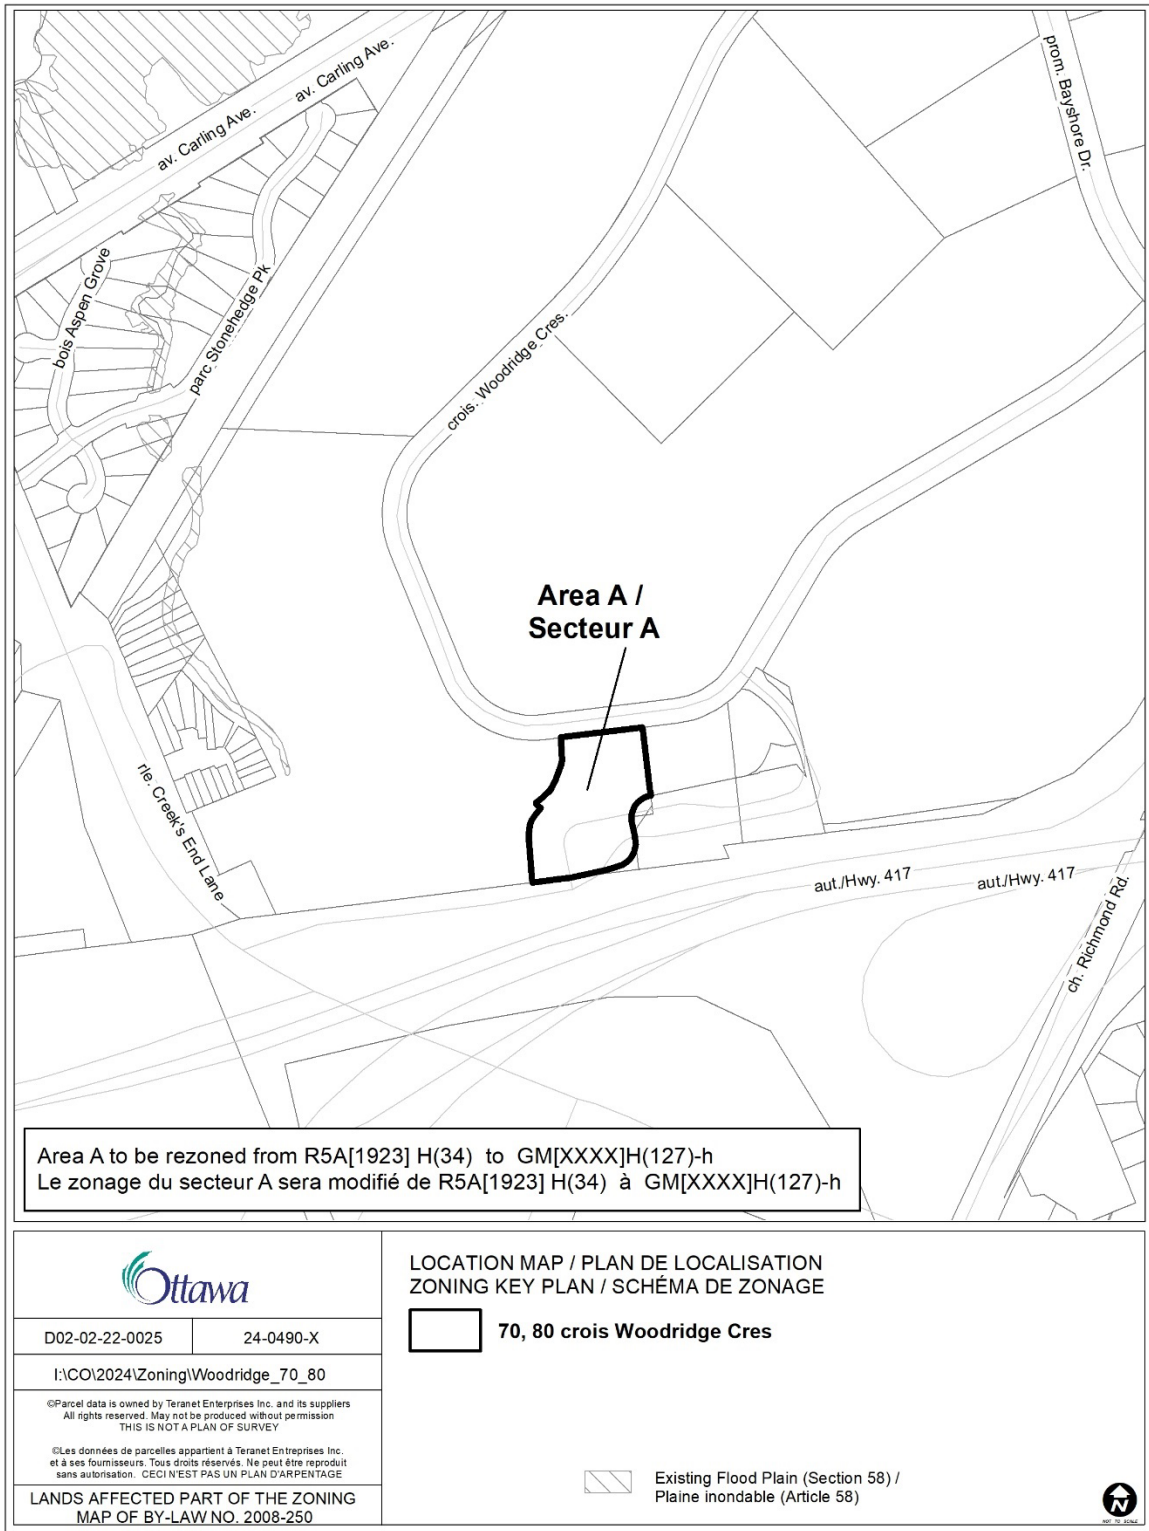 av. Carling Ave.
av. Carling Ave.
prom. Bayshore Dr.
bois Aspen Grove
parc Stonehedge Pk
crois. Woodridge Cres.
Area A /
Secteur A
rle. Creek's End Lane
aut./Hwy. 417
aut./Hwy. 417
ch. Richmond Rd.
Area A to be rezoned from R5A[1923] H(34) to GM[XXXX]H(127)-h
Le zonage du secteur A sera modifié de R5A[1923] H(34) à GM[XXXX]H(127)-h
Ottawa
D02-02-22-0025
24-0490-X
I:\CO\2024\Zoning\Woodridge_70_80
©Parcel data is owned by Teranet Enterprises Inc. and its suppliers
All rights reserved. May not be produced without permission
THIS IS NOT A PLAN OF SURVEY
©Les données de parcelles appartient à Teranet Entreprises Inc.
et à ses fournisseurs. Tous droits réservés. Ne peut être reproduit
sans autorisation. CECI N'EST PAS UN PLAN D'ARPENTAGE
LANDS AFFECTED PART OF THE ZONING
MAP OF BY-LAW NO. 2008-250
LOCATION MAP / PLAN DE LOCALISATION
ZONING KEY PLAN / SCHÉMA DE ZONAGE
70, 80 crois Woodridge Cres
Existing Flood Plain (Section 58) /
Plaine inondable (Article 58)
N
NOT TO SCALE